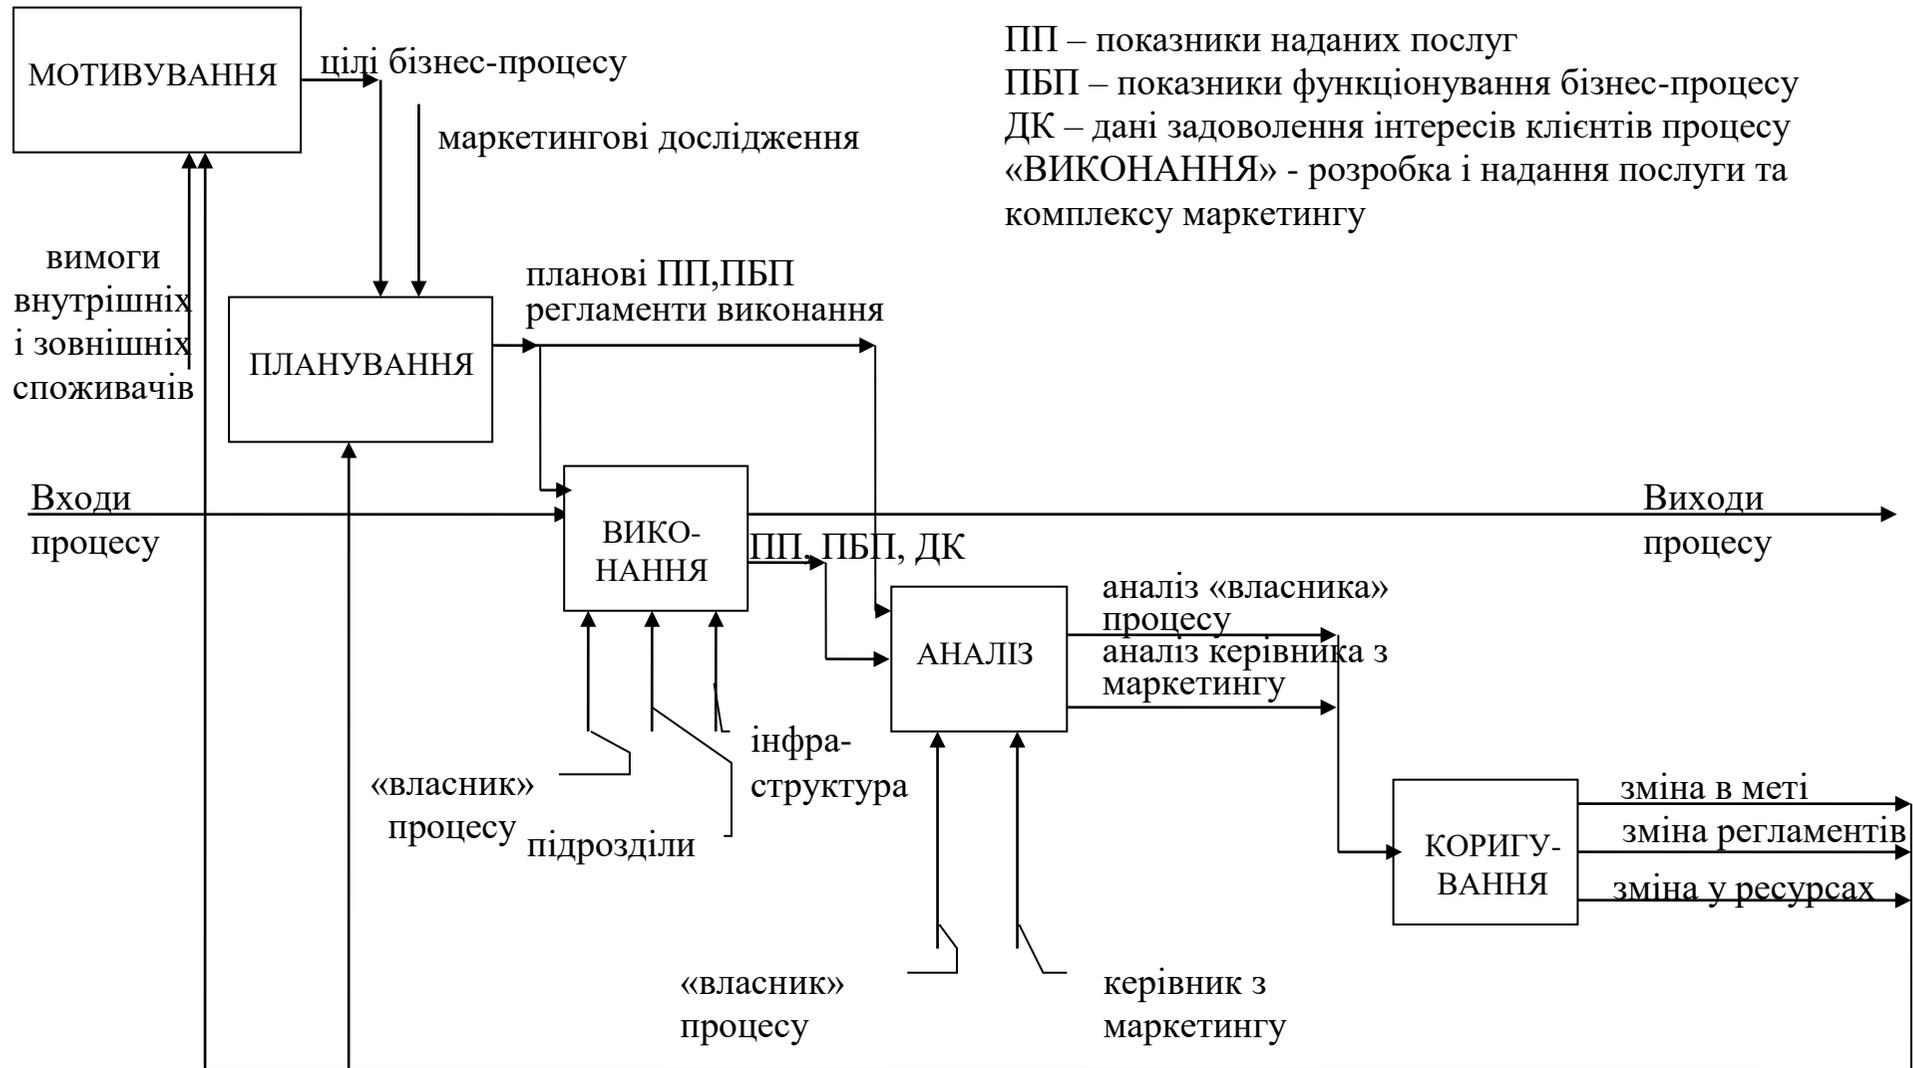 МОТИВУВАННЯ
цілі бізнес-процесу
маркетингові дослідження
ПП – показники наданих послуг
ПБП – показники функціонування бізнес-процесу
ДК – дані задоволення інтересів клієнтів процесу
«ВИКОНАННЯ» - розробка і надання послуги та
комплексу маркетингу
вимоги
внутрішніх
і зовнішніх
споживачів
планові ПП,ПБП
регламенти виконання
ПЛАНУВАННЯ
Входи
процесу
ВИКО-
НАННЯ
Виходи
процесу
ПП, ПБП, ДК
АНАЛІЗ
аналіз «власника»
процесу
аналіз керівника з
маркетингу
«власник»
процесу
підрозділи
інфра-
структура
КОРИГУ-
ВАННЯ
зміна в меті
зміна регламентів
зміна у ресурсах
«власник»
процесу
керівник з
маркетингу